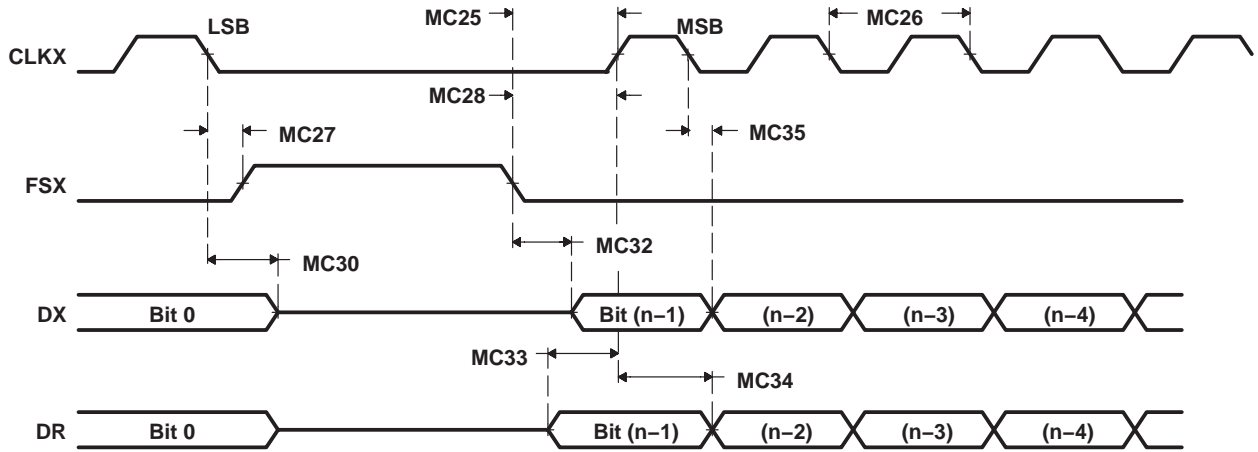 MC25
LSB
MSB
MC26
CLKX
MC28
MC27
MC35
FSX
MC32
MC30
DX
Bit 0
Bit (n−1)
(n−2)
(n−3)
(n−4)
MC33
MC34
DR
Bit 0
Bit (n−1)
(n−2)
(n−3)
(n−4)